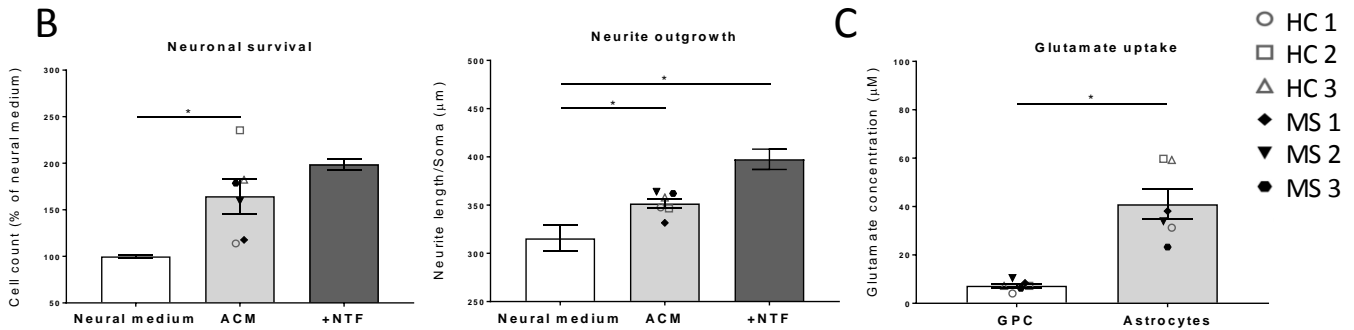 B
Neuronal survival
Cell count (% of neural medium)
300
250
200
150
100
50
*
Neural medium ACM +NTF
Neurite outgrowth
Neurite length/Soma (µm)
500
450
400
350
300
250
*
*
Neural medium ACM +NTF
C
Glutamate uptake
Glutamate concentration (µM)
100
80
60
40
20
0
*
GPC Astrocytes
HC 1
HC 2
HC 3
MS 1
MS 2
MS 3